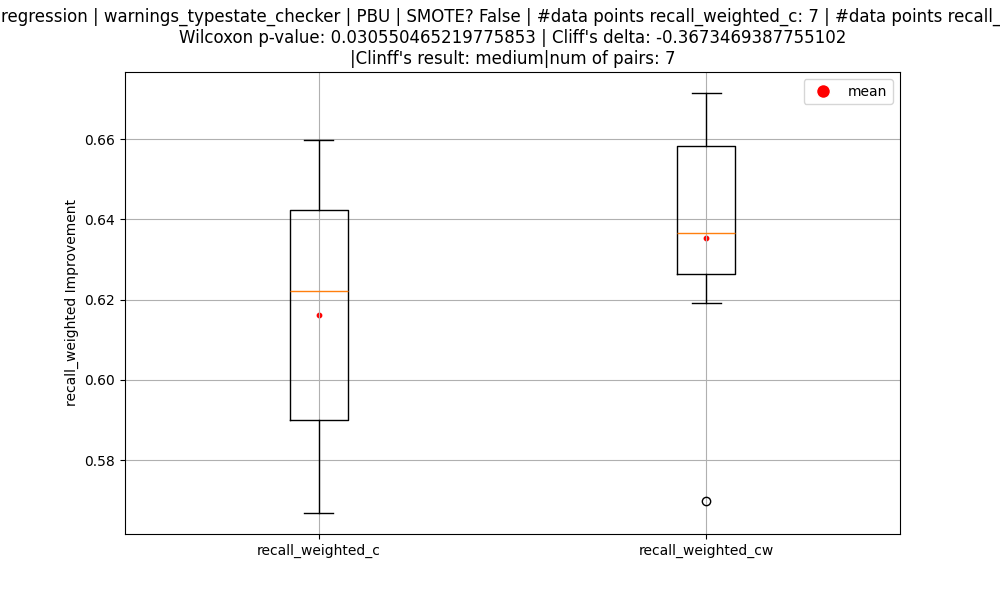 regression | warnings_typestate_checker | PBU | SMOTE? False | #data points recall_weighted_c: 7 | #data points recall_
Wilcoxon p-value: 0.030550465219775853 | Cliff's delta: -0.3673469387755102
|Clinff's result: medium|num of pairs: 7
mean
0.66
0.64
0.62
0.60
0.58
recall_weighted Improvement
recall_weighted_c
recall_weighted_cw